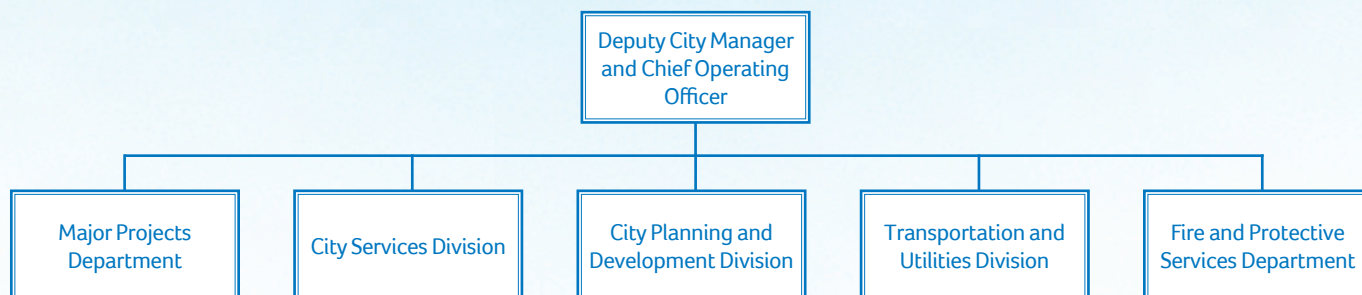 Deputy City Manager
and Chief Operating
Officer
Major Projects
Department
City Services Division
City Planning and
Development Division
Transportation and
Utilities Division
Fire and Protective
Services Department